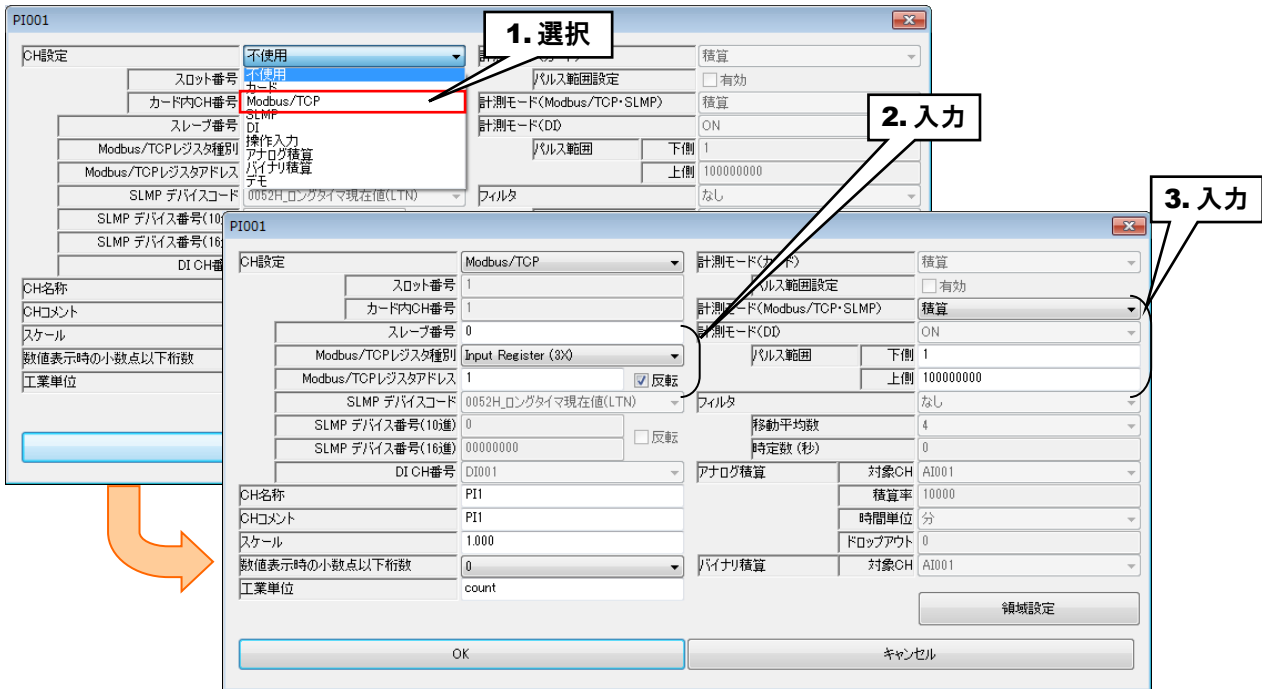 PI001
1. 選択
CH設定 不使用 積算
不使用
カード
Modbus/TCP
SLMP
DI
操作入力
アナログ積算
バイナリ積算
デモ
スロット番号 パルス範囲設定 有効
カード内CH番号 計測モード(Modbus/TCP・SLMP) 積算
スレーブ番号 計測モード(DI) ON
Modbus/TCPレジスタ種別 パルス範囲 下側 1
Modbus/TCPレジスタアドレス 上側 100000000
SLMP デバイスコード 0052H_ロングタイマ現在値(LTN) フィルタ なし
SLMP デバイス番号(10
SLMP デバイス番号(16
DI CH番
CH名称
CHコメント
スケール
数値表示時の小数点以下桁数
工業単位
2. 入力
3. 入力
PI001
CH設定 Modbus/TCP 計測モード(カード) 積算
スロット番号 1 パルス範囲設定 有効
カード内CH番号 1 計測モード(Modbus/TCP・SLMP) 積算
スレーブ番号 0 計測モード(DI) ON
Modbus/TCPレジスタ種別 Input Register (3X) パルス範囲 下側 1
Modbus/TCPレジスタアドレス 1 反転 上側 100000000
SLMP デバイスコード 0052H_ロングタイマ現在値(LTN) フィルタ なし
SLMP デバイス番号(10進) 0 反転 移動平均数 4
SLMP デバイス番号(16進) 00000000 時定数 (秒) 0
DI CH番号 DI001 アナログ積算 対象CH AI001
CH名称 PI1 積算率 10000
CHコメント PI1 時間単位 分
スケール 1.000 ドロップアウト 0
数値表示時の小数点以下桁数 0 バイナリ積算 対象CH AI001
工業単位 count
領域設定
OK キャンセル